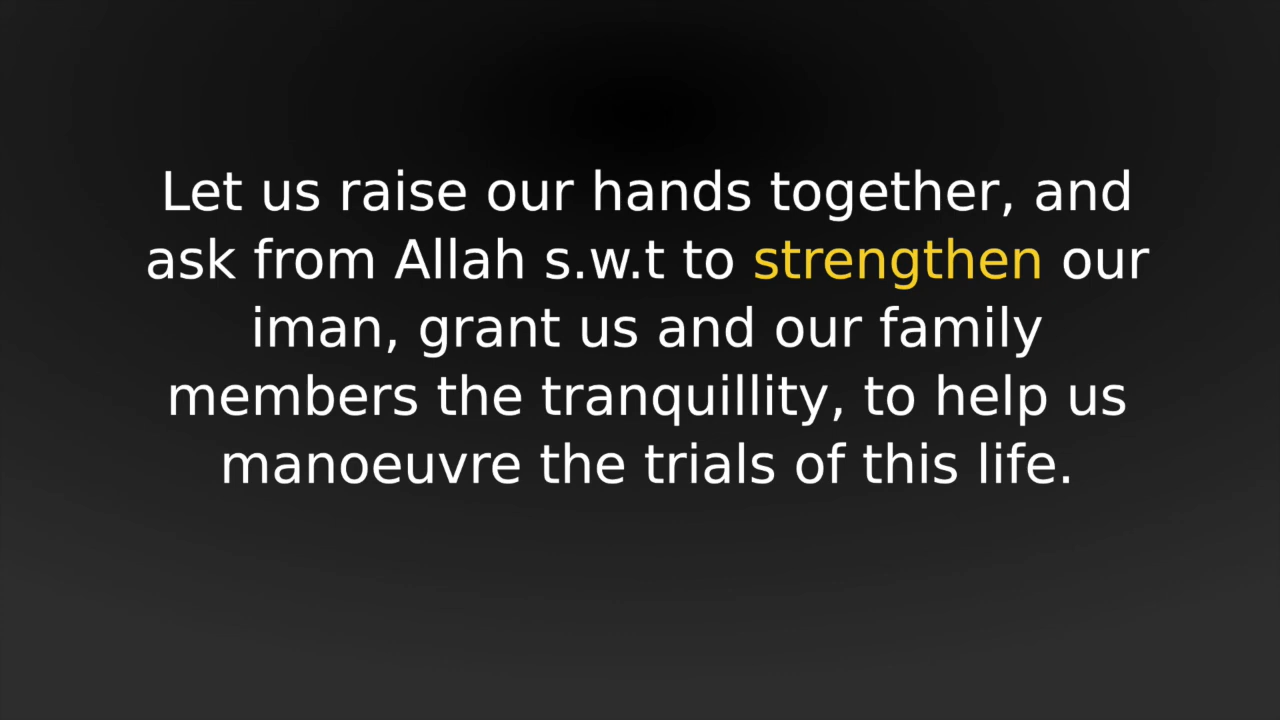 Let us raise our hands together, and
ask from Allah s.w.t to strengthen our
iman, grant us and our family
members the tranquillity, to help us
manoeuvre the trials of this life.